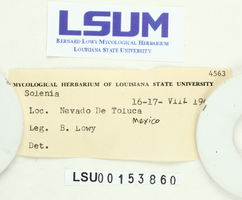 LSUM
BERNARD LOWY MYCOLOGICAL HERBARIUM
LOUISIANA STATE UNIVERSITY
4563
MYCOLOGICAL HERBARIUM OF LOUISIANA STATE UNIVERSITY
Solenia
16-17- VIII
Loc. Nevado De Toluca
Mexico
Leg. B. Lowy
Det.
LSU00153860